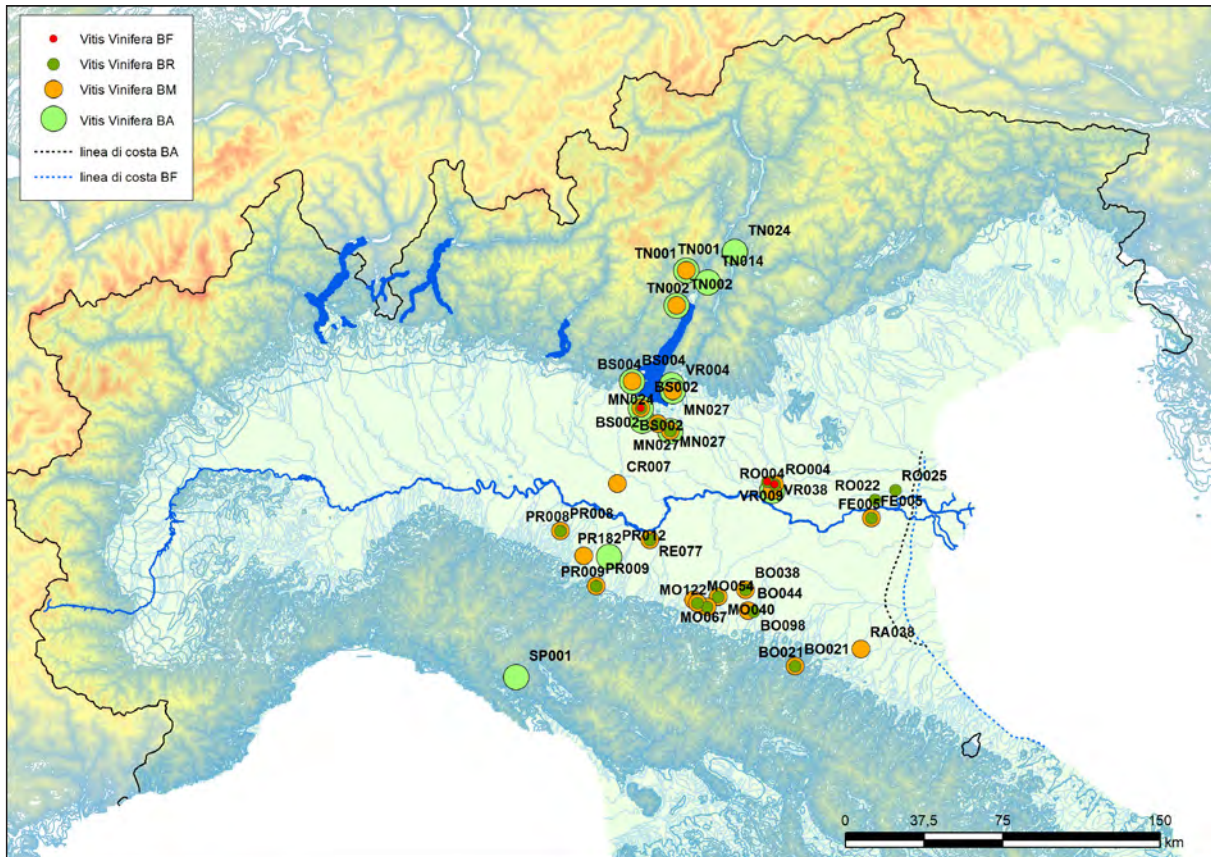 Vitis Vinifera BF
Vitis Vinifera BR
Vitis Vinifera BM
Vitis Vinifera BA
linea di costa BA
linea di costa BF
TN024
TN001 TN001
TN014
TN002 TN002
BS004 BS004
VR004
BS002
MN024
MN027
BS002 BS002
MN027 MN027
CR007
RO004 RO004
RO022 RO025
VR009 VR038
FE005 FE005
PR008 PR008
PR182 PR012
RE077
PR009 PR009
MO122 MO054 BO038
BO044
MO067 MO040
BO098
RA038
BO021 BO021
SP001
0 37,5 75 150
km